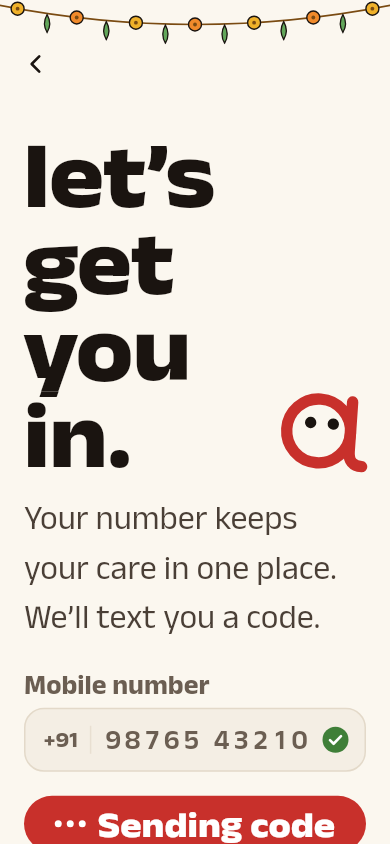 let’s
get
you
in.
Your number keeps
your care in one place.
We’ll text you a code.
Mobile number
+91 98765 43210
··· Sending code